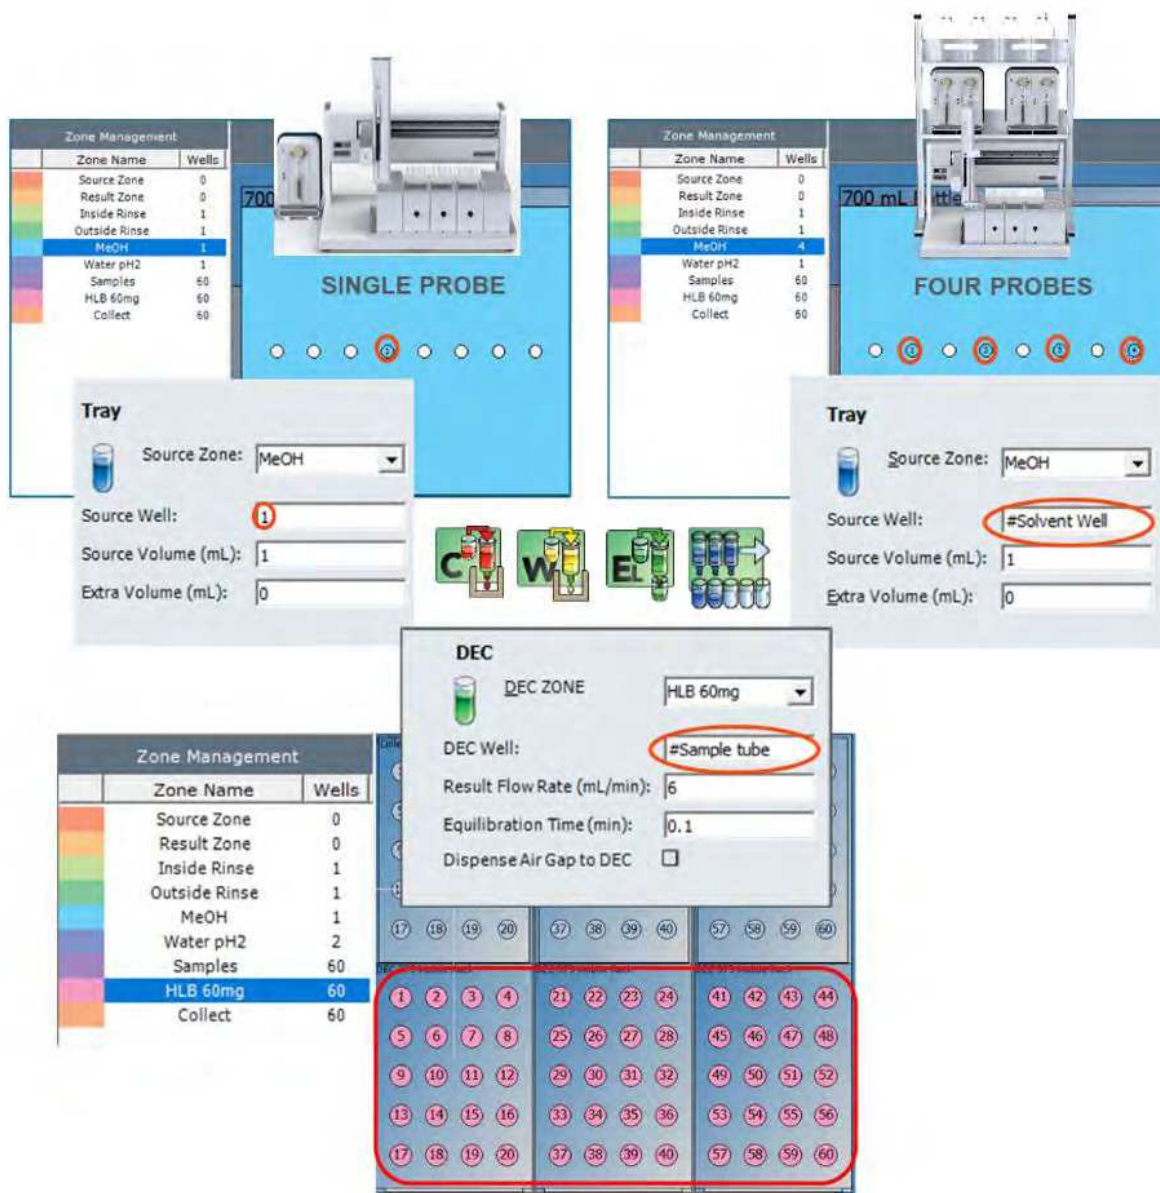 Zone Management
Zone Name Wells
Source Zone 0
Result Zone 0
Inside Rinse 1
Outside Rinse 1
MeOH 1
Water pH2 1
Samples 60
HLB 60mg 60
Collect 60
700
SINGLE PROBE
Tray
Source Zone: MeOH
Source Well: 1
Source Volume (mL): 1
Extra Volume (mL): 0
Zone Management
Zone Name Wells
Source Zone 0
Result Zone 0
Inside Rinse 1
Outside Rinse 1
MeOH 4
Water pH2 1
Samples 60
HLB 60mg 60
Collect 60
700 mL Bottle
FOUR PROBES
1 2 3 4
Tray
Source Zone: MeOH
Source Well: #Solvent Well
Source Volume (mL): 1
Extra Volume (mL): 0
C W EL
DEC
DEC ZONE HLB 60mg
DEC Well: #Sample tube
Result Flow Rate (mL/min): 6
Equilibration Time (min): 0.1
Dispense Air Gap to DEC
Zone Management
Zone Name Wells
Source Zone 0
Result Zone 0
Inside Rinse 1
Outside Rinse 1
MeOH 1
Water pH2 2
Samples 60
HLB 60mg 60
Collect 60
17 18 19 20 37 38 39 40 57 58 59 60
1 2 3 4 21 22 23 24 41 42 43 44
5 6 7 8 25 26 27 28 45 46 47 48
9 10 11 12 29 30 31 32 49 50 51 52
13 14 15 16 33 34 35 36 53 54 55 56
17 18 19 20 37 38 39 40 57 58 59 60